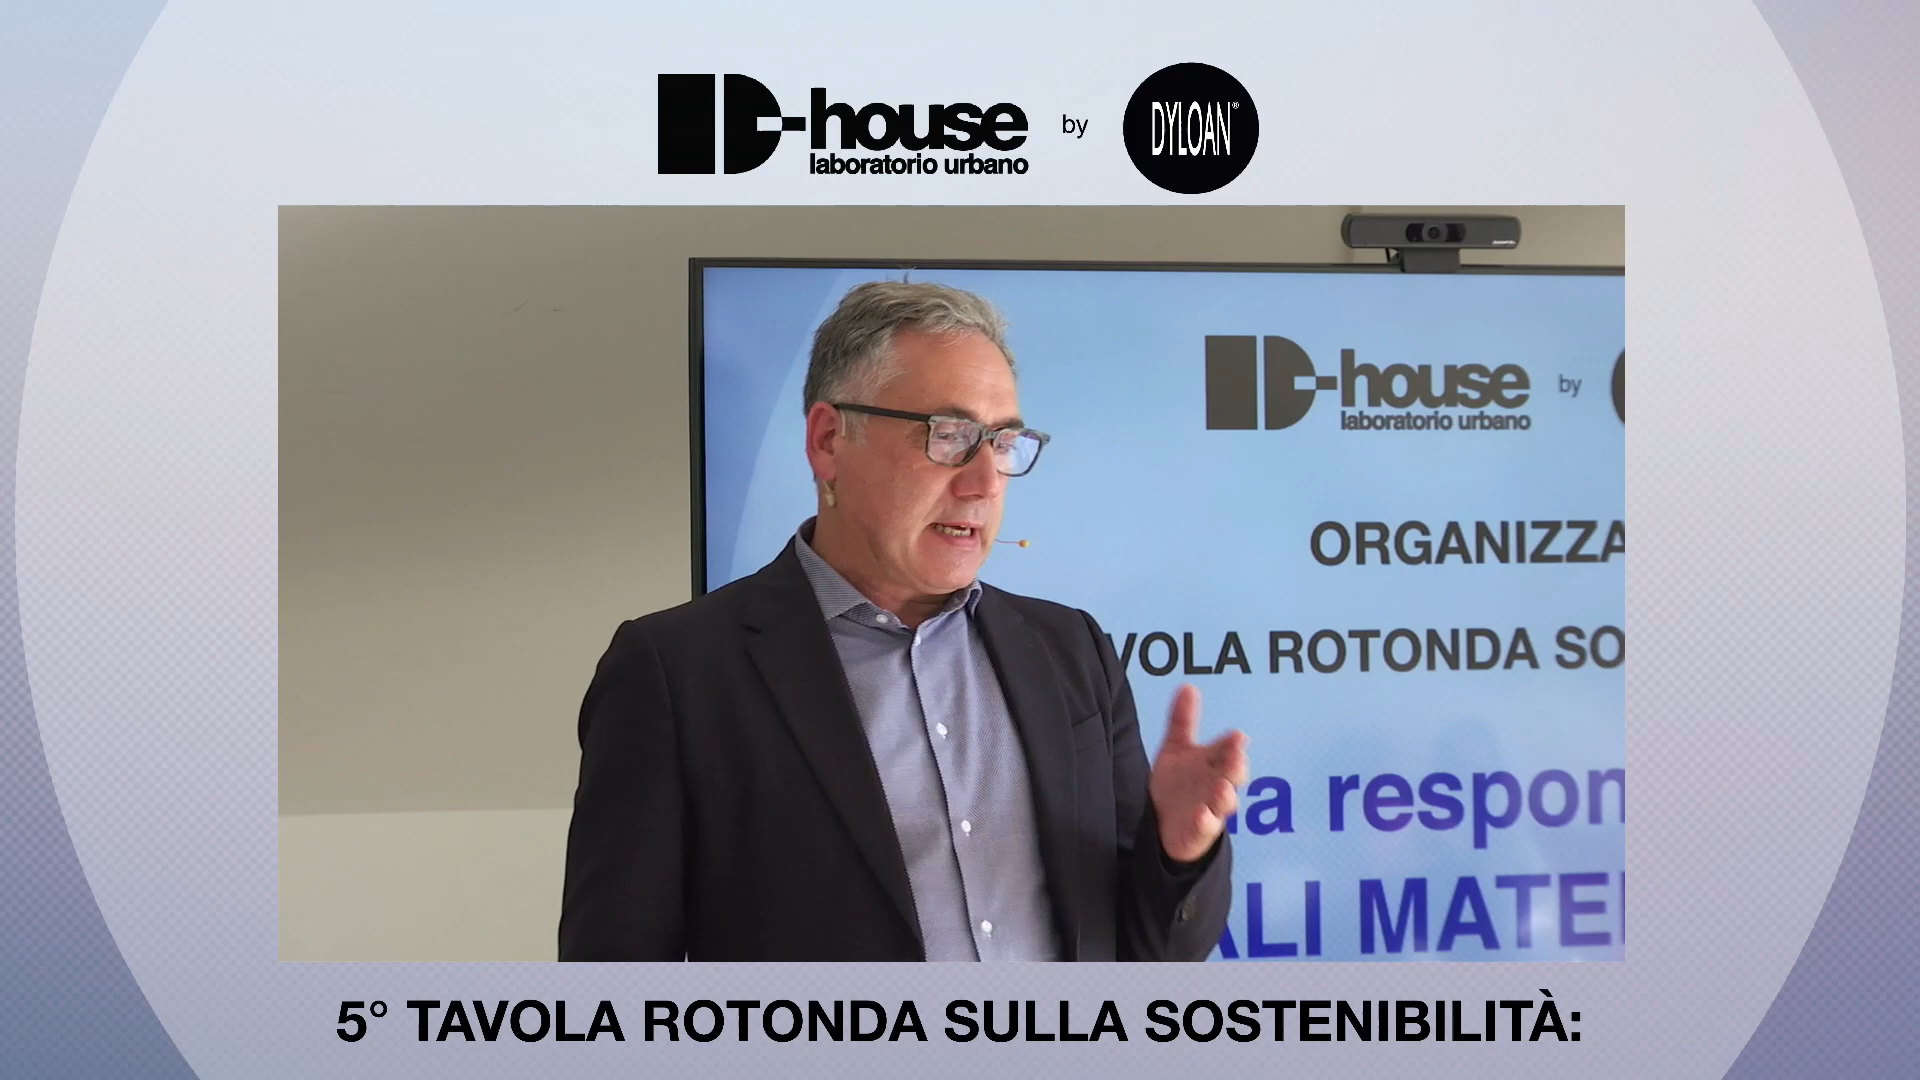 D-house by DYLOAN®
laboratorio urbano
D-house by
laboratorio urbano
ORGANIZZA
VOLA ROTONDA SO
la respon
ALI MATE
5° TAVOLA ROTONDA SULLA SOSTENIBILITÀ: